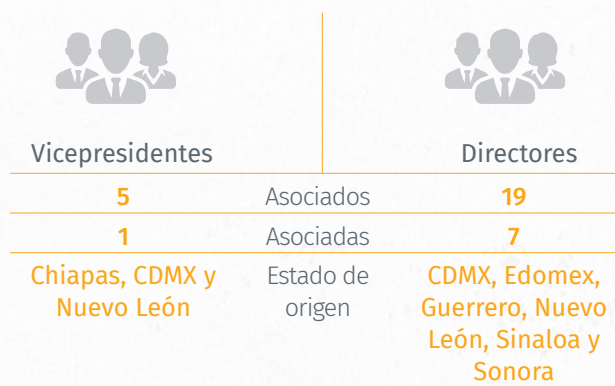 Vicepresidentes
Directores
5 Asociados 19
1 Asociadas 7
Chiapas, CDMX y
Nuevo León
Estado de
origen
CDMX, Edomex,
Guerrero, Nuevo
León, Sinaloa y
Sonora